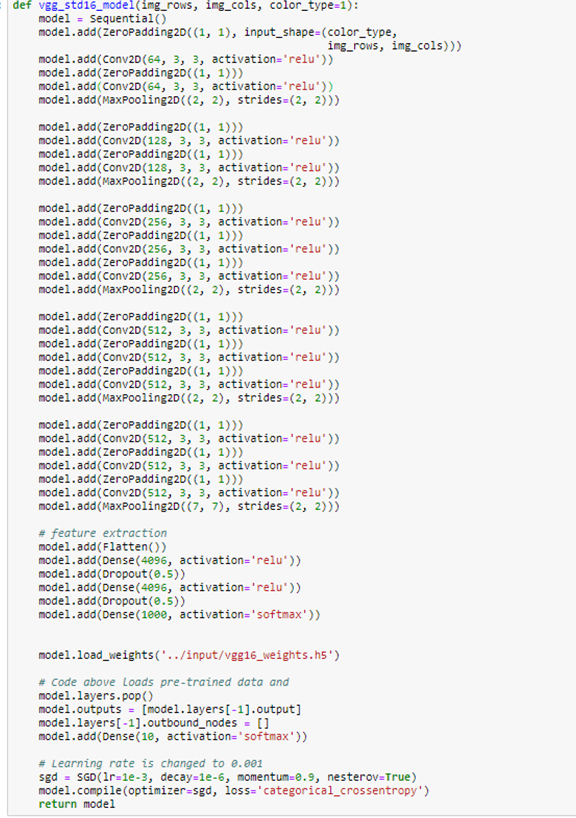 def vgg_std16_model(img_rows, img_cols, color_type=1):
    model = Sequential()
    model.add(ZeroPadding2D((1, 1), input_shape=(color_type,
                                                 img_rows, img_cols)))
    model.add(Conv2D(64, 3, 3, activation='relu'))
    model.add(ZeroPadding2D((1, 1)))
    model.add(Conv2D(64, 3, 3, activation='relu'))
    model.add(MaxPooling2D((2, 2), strides=(2, 2)))

    model.add(ZeroPadding2D((1, 1)))
    model.add(Conv2D(128, 3, 3, activation='relu'))
    model.add(ZeroPadding2D((1, 1)))
    model.add(Conv2D(128, 3, 3, activation='relu'))
    model.add(MaxPooling2D((2, 2), strides=(2, 2)))

    model.add(ZeroPadding2D((1, 1)))
    model.add(Conv2D(256, 3, 3, activation='relu'))
    model.add(ZeroPadding2D((1, 1)))
    model.add(Conv2D(256, 3, 3, activation='relu'))
    model.add(ZeroPadding2D((1, 1)))
    model.add(Conv2D(256, 3, 3, activation='relu'))
    model.add(MaxPooling2D((2, 2), strides=(2, 2)))

    model.add(ZeroPadding2D((1, 1)))
    model.add(Conv2D(512, 3, 3, activation='relu'))
    model.add(ZeroPadding2D((1, 1)))
    model.add(Conv2D(512, 3, 3, activation='relu'))
    model.add(ZeroPadding2D((1, 1)))
    model.add(Conv2D(512, 3, 3, activation='relu'))
    model.add(MaxPooling2D((2, 2), strides=(2, 2)))

    model.add(ZeroPadding2D((1, 1)))
    model.add(Conv2D(512, 3, 3, activation='relu'))
    model.add(ZeroPadding2D((1, 1)))
    model.add(Conv2D(512, 3, 3, activation='relu'))
    model.add(ZeroPadding2D((1, 1)))
    model.add(Conv2D(512, 3, 3, activation='relu'))
    model.add(MaxPooling2D((7, 7), strides=(2, 2)))

    # feature extraction
    model.add(Flatten())
    model.add(Dense(4096, activation='relu'))
    model.add(Dropout(0.5))
    model.add(Dense(4096, activation='relu'))
    model.add(Dropout(0.5))
    model.add(Dense(1000, activation='softmax'))


    model.load_weights('../input/vgg16_weights.h5')

    # Code above loads pre-trained data and
    model.layers.pop()
    model.outputs = [model.layers[-1].output]
    model.layers[-1].outbound_nodes = []
    model.add(Dense(10, activation='softmax'))

    # Learning rate is changed to 0.001
    sgd = SGD(lr=1e-3, decay=1e-6, momentum=0.9, nesterov=True)
    model.compile(optimizer=sgd, loss='categorical_crossentropy')
    return model